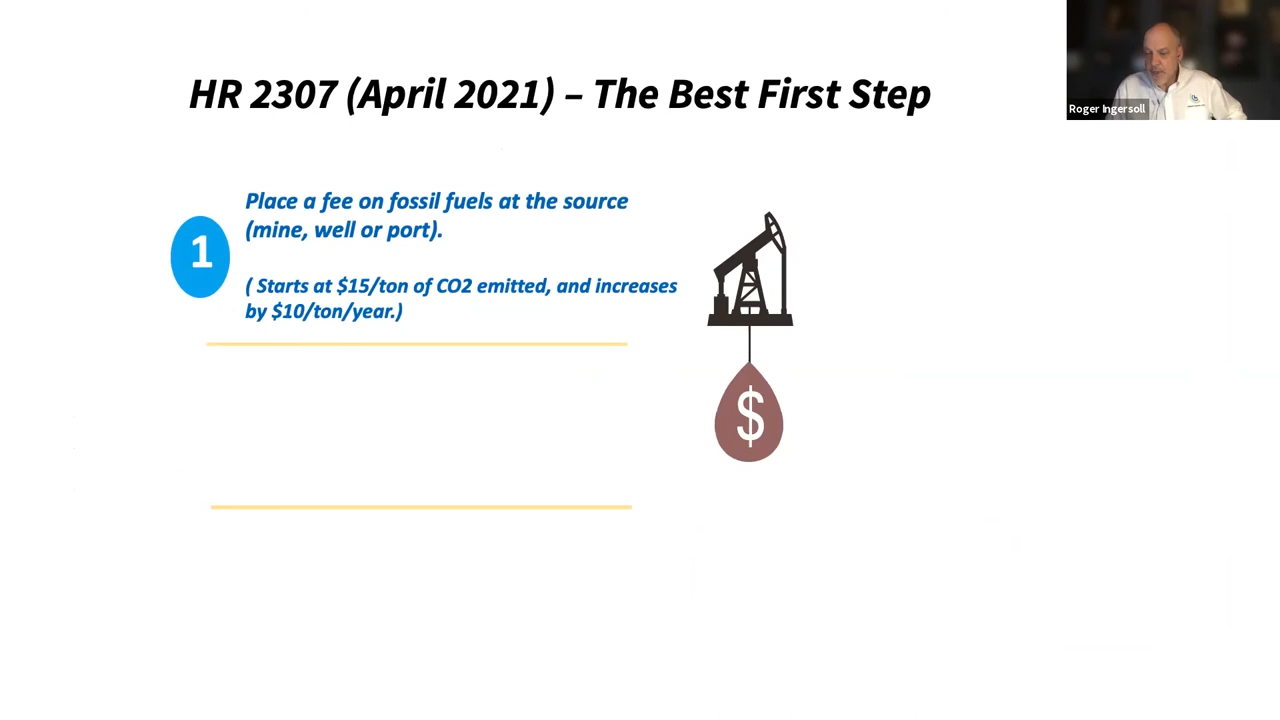 HR 2307 (April 2021) – The Best First Step
Roger Ingersoll
1
Place a fee on fossil fuels at the source
(mine, well or port).
( Starts at $15/ton of CO2 emitted, and increases
by $10/ton/year.)
$